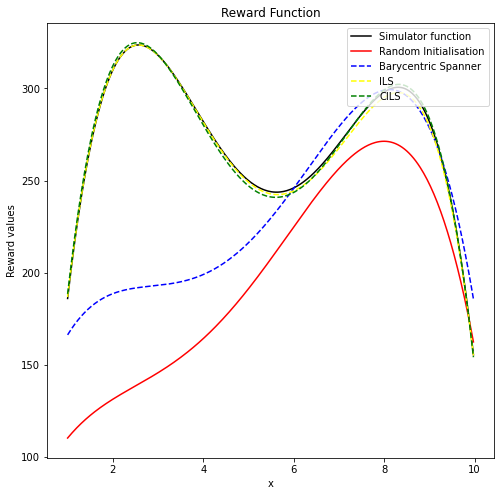 Reward Function
Simulator function
Random Initialisation
Barycentric Spanner
ILS
CILS
Reward values
300
250
200
150
100
2 4 6 8 10
x